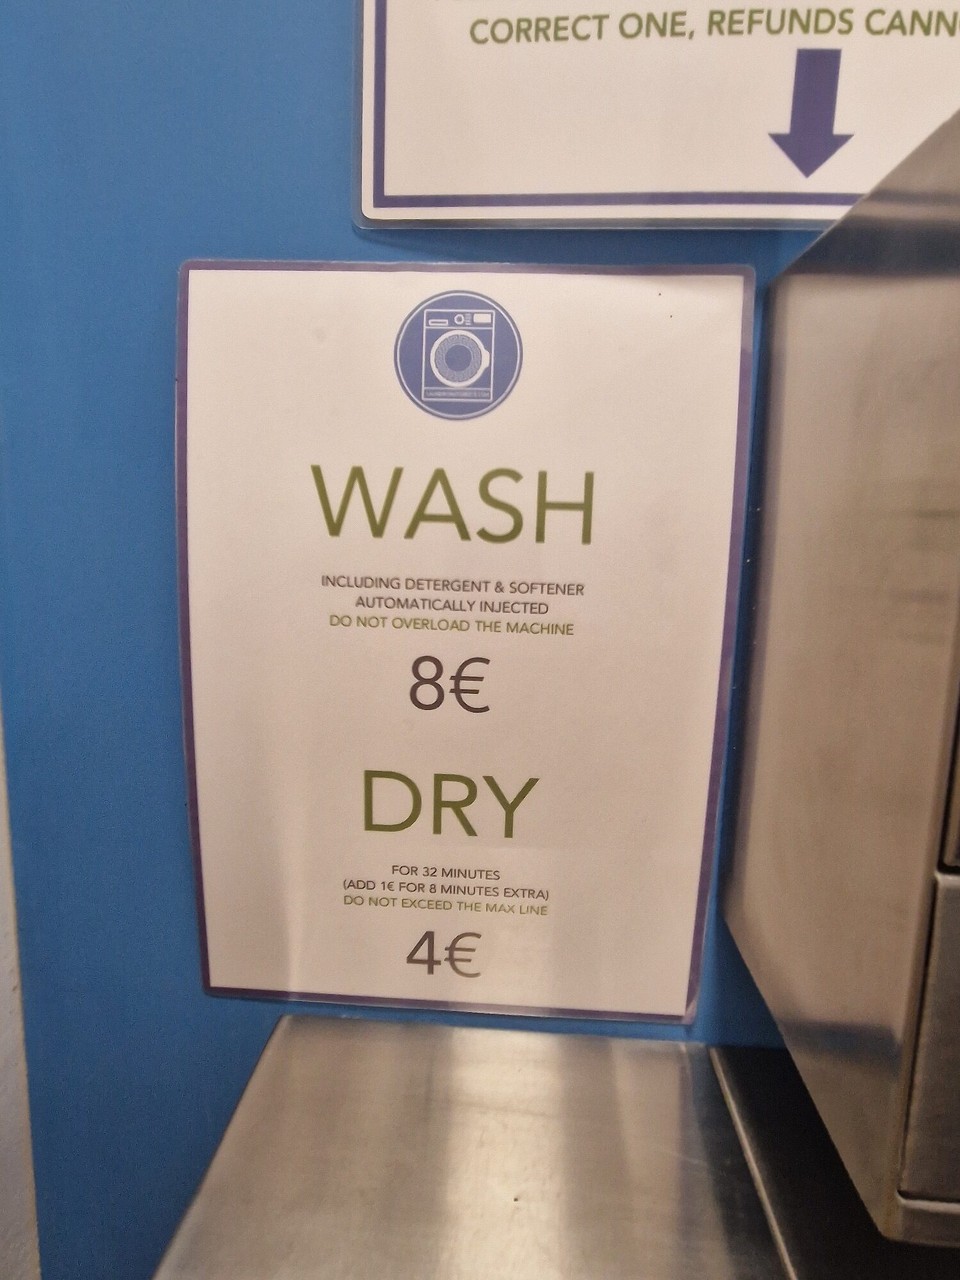 CORRECT ONE, REFUNDS
WASH
INCLUDING DETERGENT & SOFTENER
AUTOMATICALLY INJECTED
DO NOT OVERLOAD THE MACHINE
8€
DRY
FOR 32 MINUTES
(ADD 1€ FOR 8 MINUTES EXTRA)
DO NOT EXCEED THE MAX LINE
4€